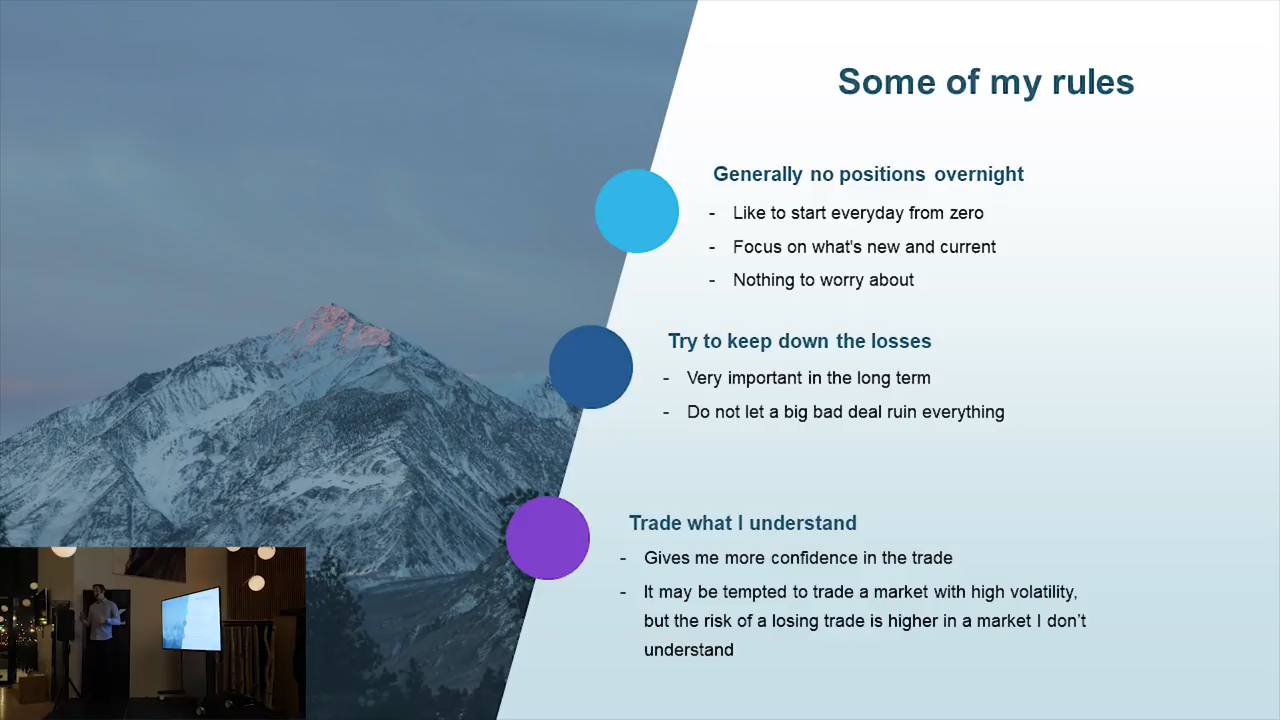 Some of my rules
Generally no positions overnight
- Like to start everyday from zero
- Focus on what's new and current
- Nothing to worry about
Try to keep down the losses
- Very important in the long term
- Do not let a big bad deal ruin everything
Trade what I understand
- Gives me more confidence in the trade
- It may be tempted to trade a market with high volatility,
but the risk of a losing trade is higher in a market I don’t
understand